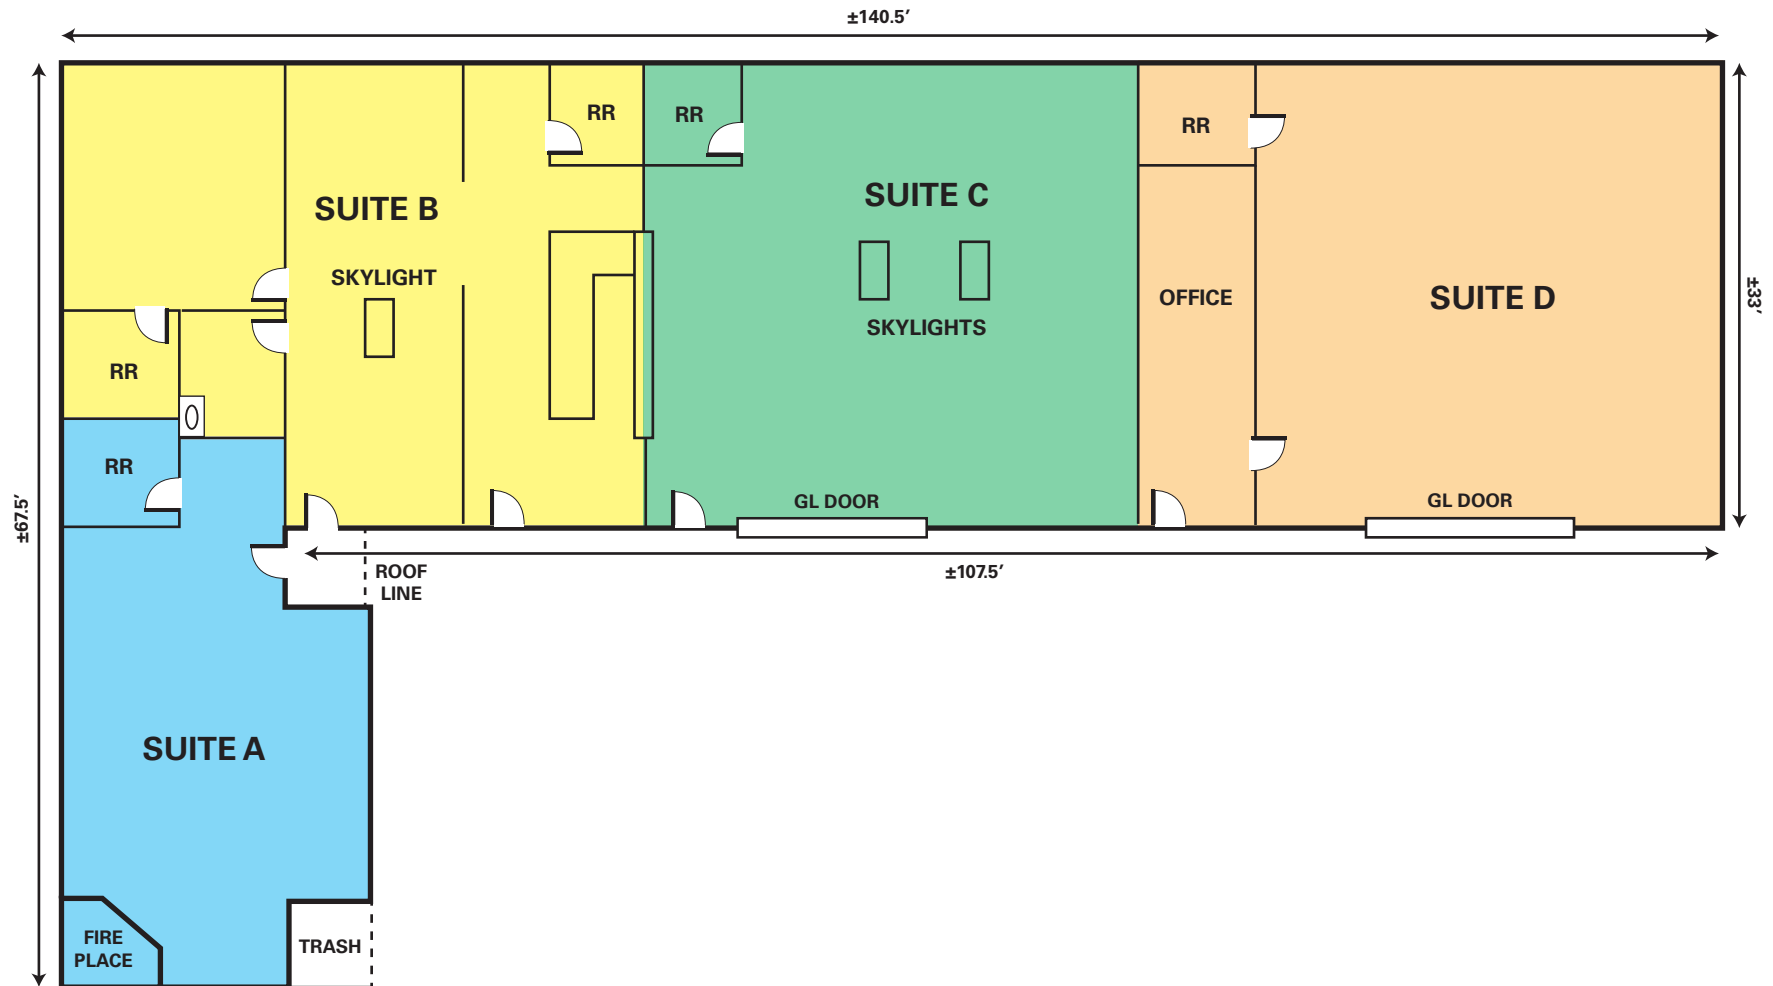 ±140.5’
RR
RR
RR
SUITE B
SUITE C
SKYLIGHT
OFFICE
SUITE D
±33’
SKYLIGHTS
RR
RR
GL DOOR
GL DOOR
±67.5’
ROOF
LINE
±107.5’
SUITE A
FIRE
PLACE
TRASH